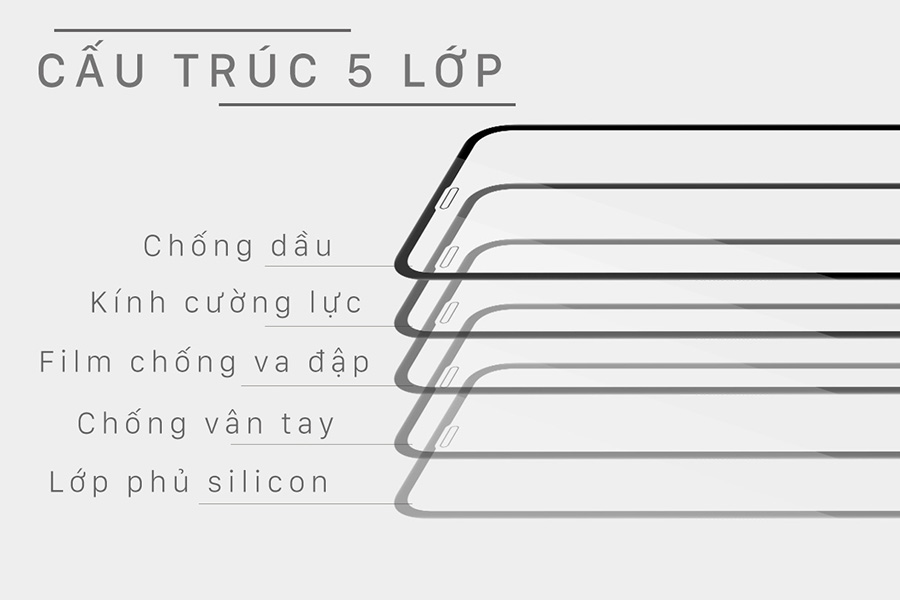 CẤU TRÚC 5 LỚP
Chống dầu
Kính cường lực
Film chống va đập
Chống vân tay
Lớp phủ silicon